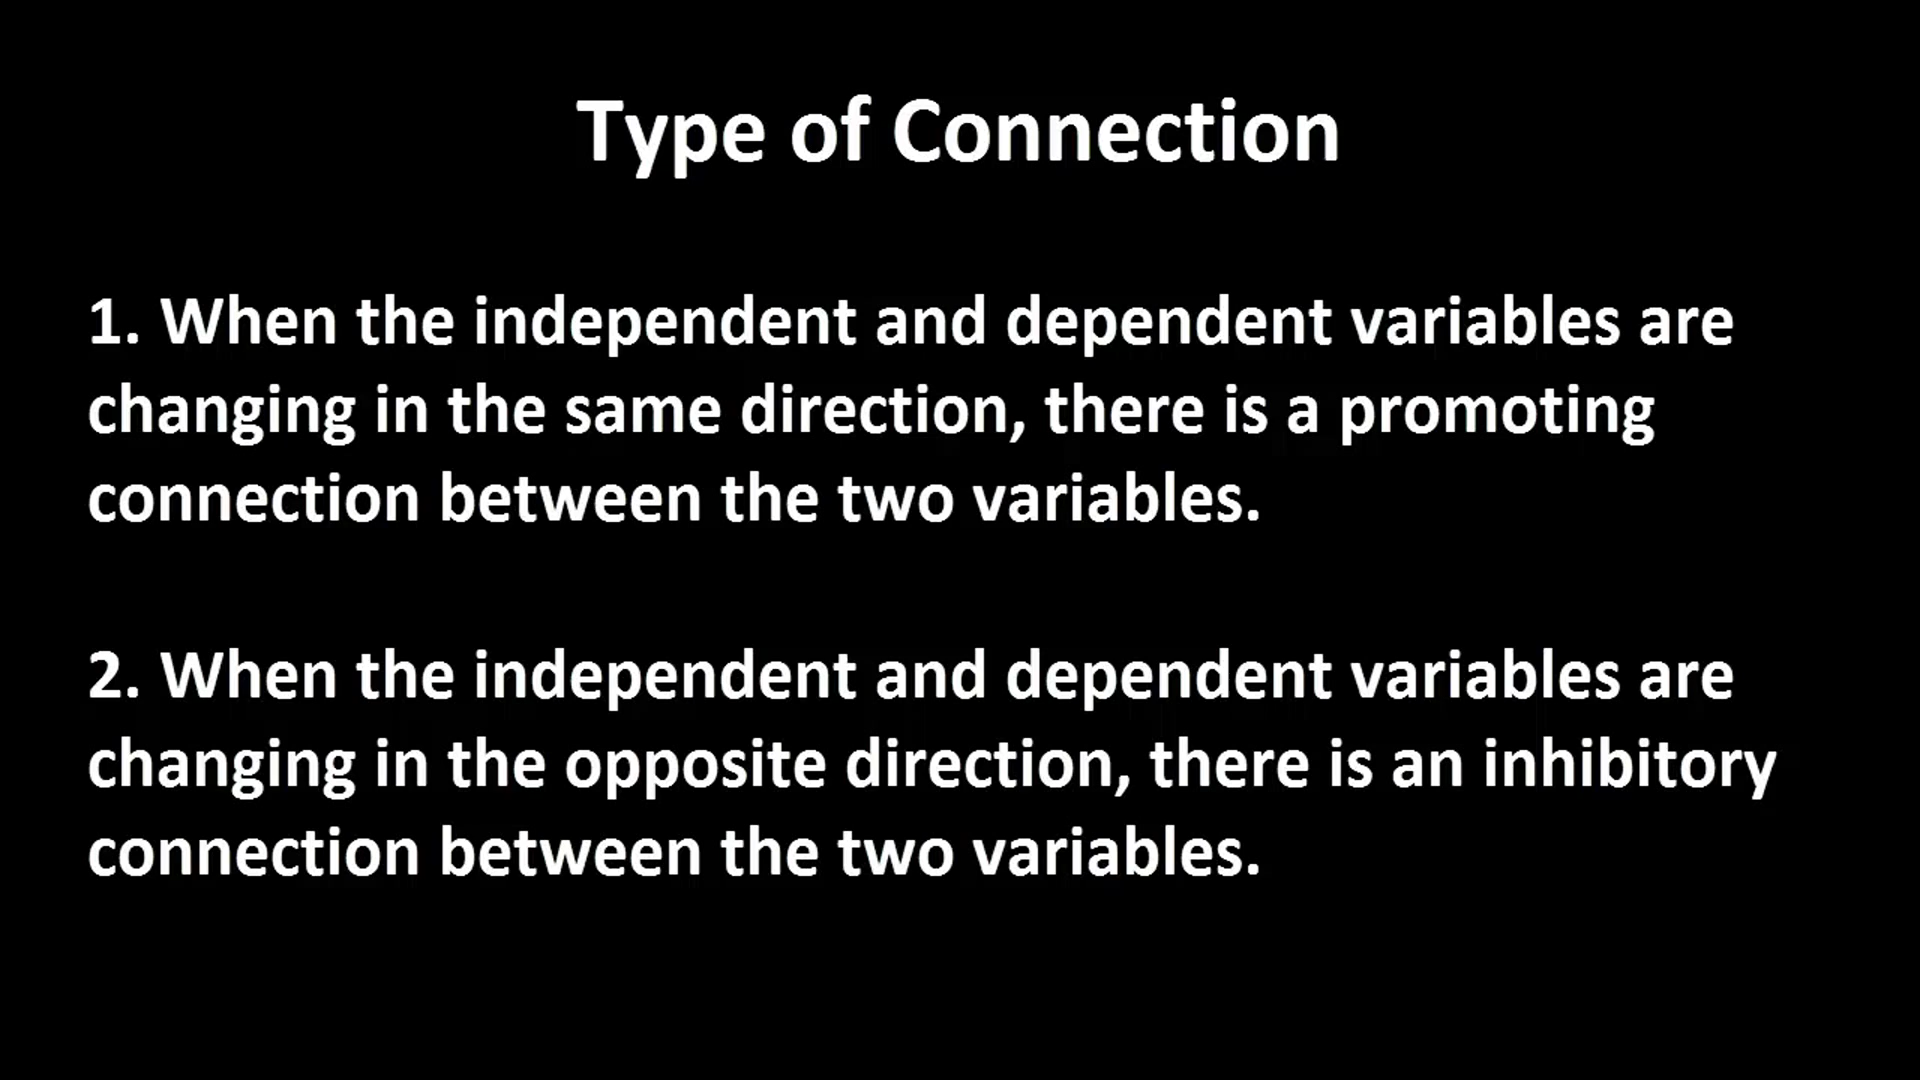 Type of Connection
1. When the independent and dependent variables are
changing in the same direction, there is a promoting
connection between the two variables.
2. When the independent and dependent variables are
changing in the opposite direction, there is an inhibitory
connection between the two variables.